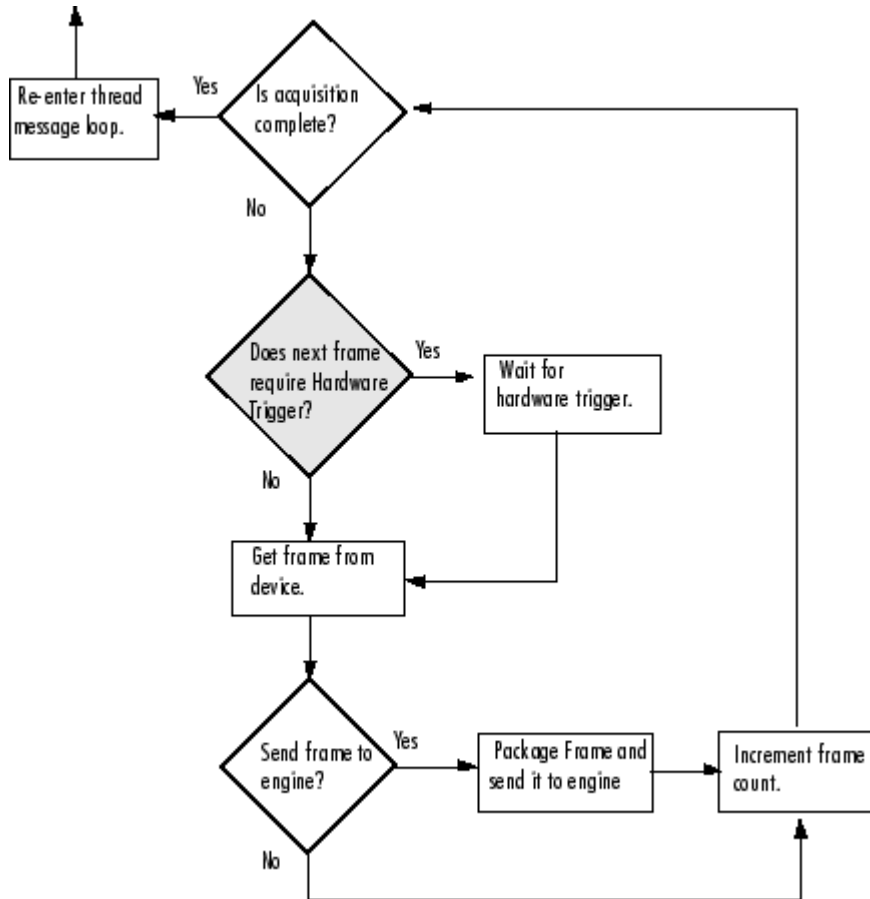 Yes
Re-enter thread
message loop.
Is acquisition
complete?
No
Does next frame
require Hardware
Trigger?
Yes
Wait for
hardware trigger.
No
Get frame from
device.
Send frame to
engine?
Yes
Package Frame and
send it to engine
Increment frame
count.
No